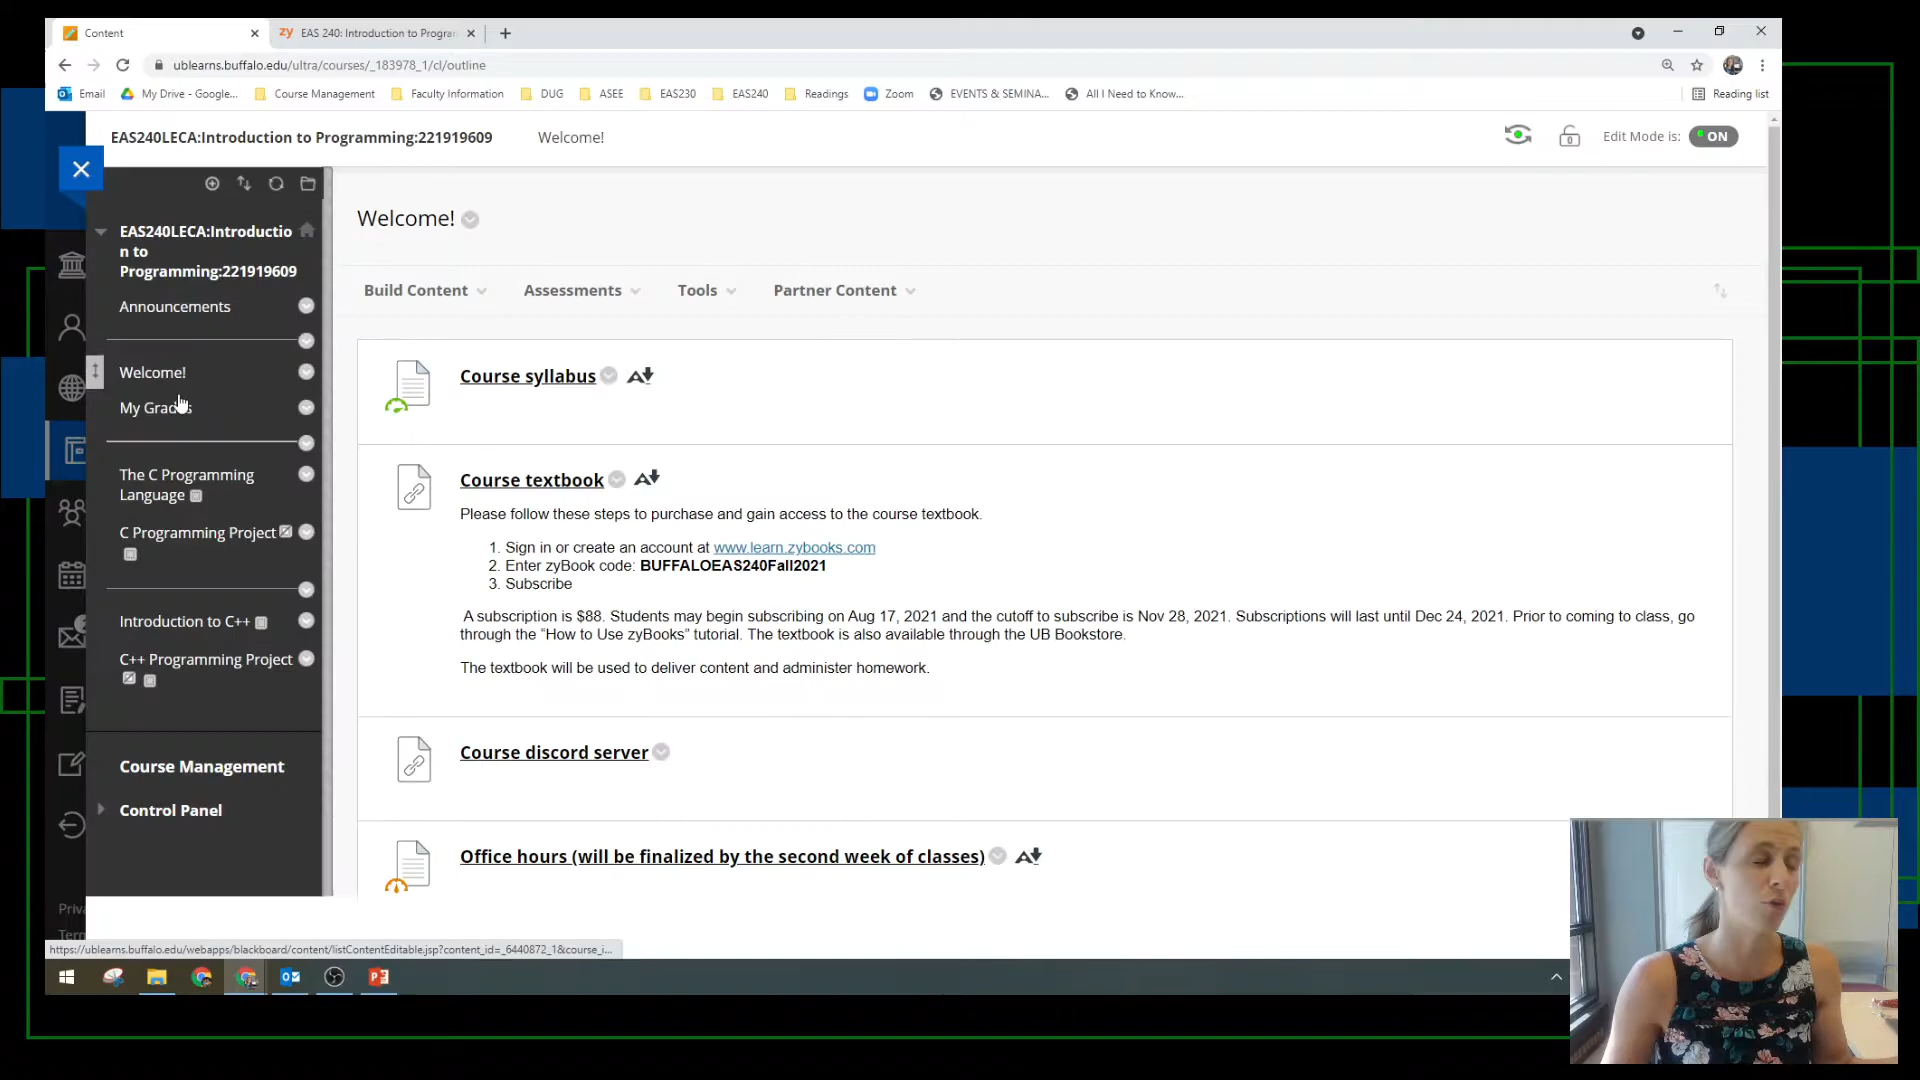 Content
zy EAS 240: Introduction to Progra
ublearns.buffalo.edu/ultra/courses/_183978_1/cl/outline
Email My Drive - Google... Course Management Faculty Information DUG ASEE EAS230 EAS240 Readings Zoom EVENTS & SEMINA... All I Need to Know... Reading list
EAS240LECA:Introduction to Programming:221919609 Welcome! Edit Mode is: ON
EAS240LECA:Introductio
n to
Programming:221919609
Announcements
Welcome!
My Grades
The C Programming
Language
C Programming Project
Introduction to C++
C++ Programming Project
Course Management
Control Panel
Welcome!
Build Content Assessments Tools Partner Content
Course syllabus
Course textbook
Please follow these steps to purchase and gain access to the course textbook.
1. Sign in or create an account at www.learn.zybooks.com
2. Enter zyBook code: BUFFALOEAS240Fall2021
3. Subscribe
A subscription is $88. Students may begin subscribing on Aug 17, 2021 and the cutoff to subscribe is Nov 28, 2021. Subscriptions will last until Dec 24, 2021. Prior to coming to class, go
through the “How to Use zyBooks” tutorial. The textbook is also available through the UB Bookstore.
The textbook will be used to deliver content and administer homework.
Course discord server
Office hours (will be finalized by the second week of classes)
Priv
Term
https://ublearns.buffalo.edu/webapps/blackboard/content/listContentEditable.jsp?content_id=_6440872_1&course_i...